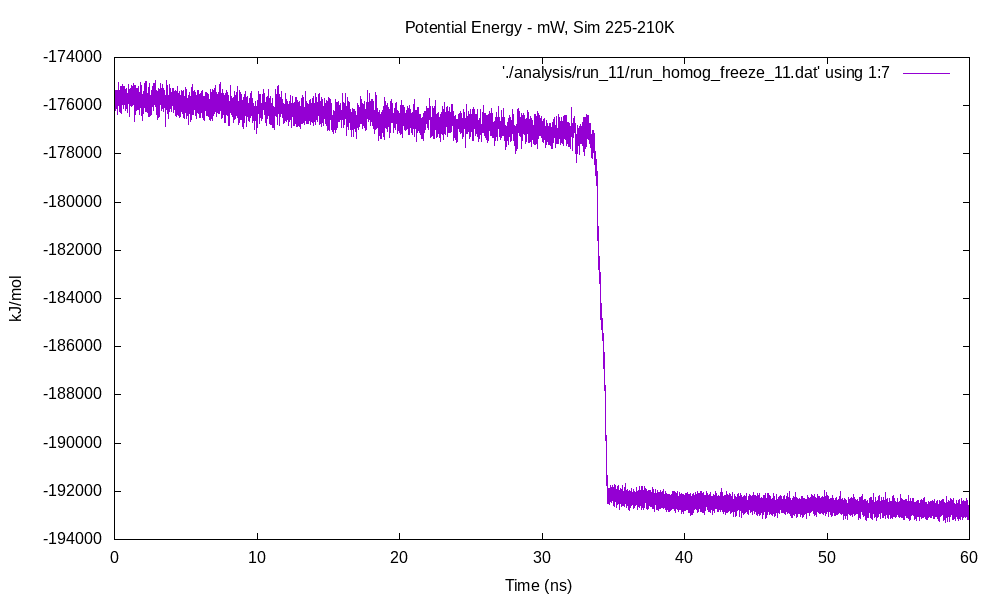 Potential Energy - mW, Sim 225-210K
'./analysis/run_11/run_homog_freeze_11.dat' using 1:7
-174000
-176000
-178000
-180000
-182000
-184000
-186000
-188000
-190000
-192000
-194000
kJ/mol
0 10 20 30 40 50 60
Time (ns)